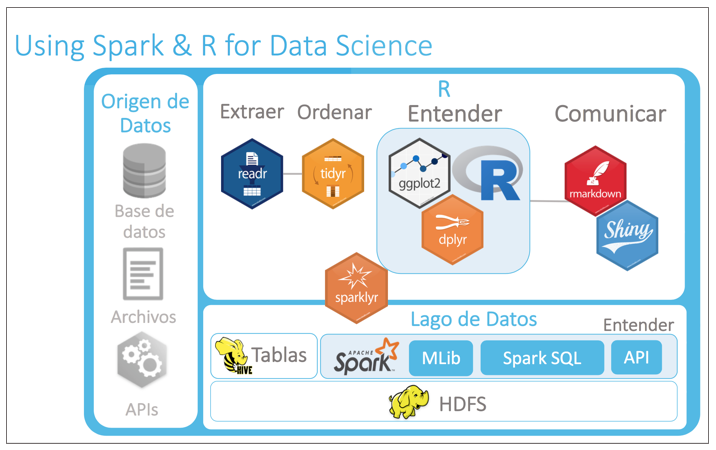 Using Spark & R for Data Science
Origen de
Datos
Base de
datos
Archivos
APIs
R
Extraer
Ordenar
Entender
Comunicar
readr
tidyr
ggplot2
R
dplyr
rmarkdown
Shiny
sparklyr
Lago de Datos
Entender
HIVE
Tablas
APACHE
Spark
MLib
Spark SQL
API
HDFS